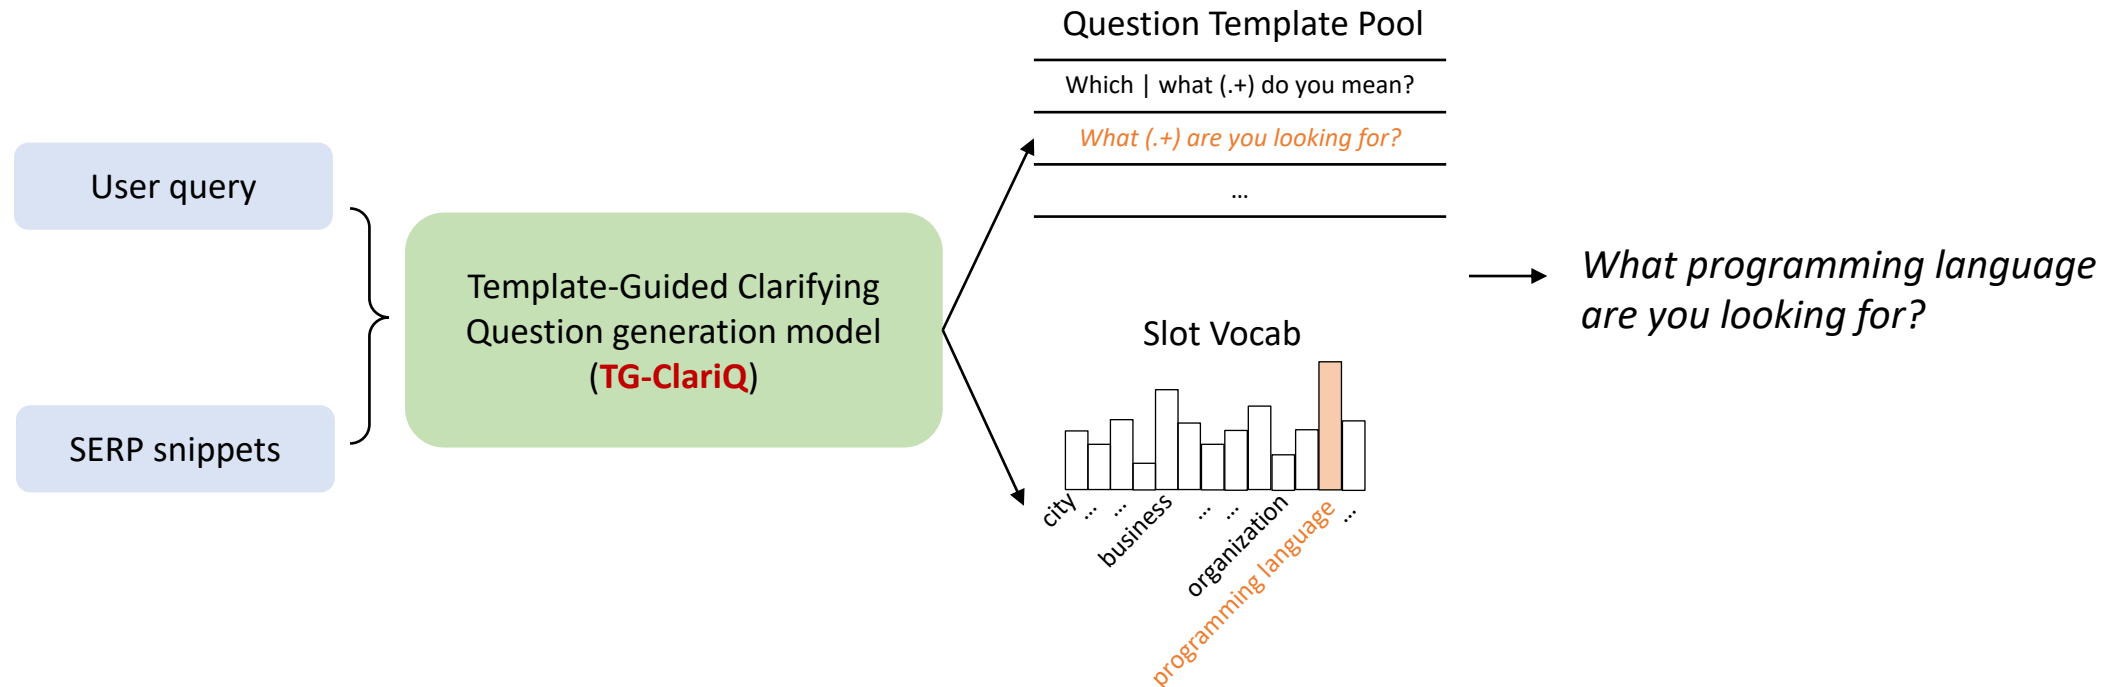 User query
SERP snippets
Template-Guided Clarifying
Question generation model
(TG-ClariQ)
Question Template Pool
Which | what (.+) do you mean?
What (.+) are you looking for?
...
Slot Vocab
city
...
...
business
...
...
organization
programming language
...
What programming language
are you looking for?